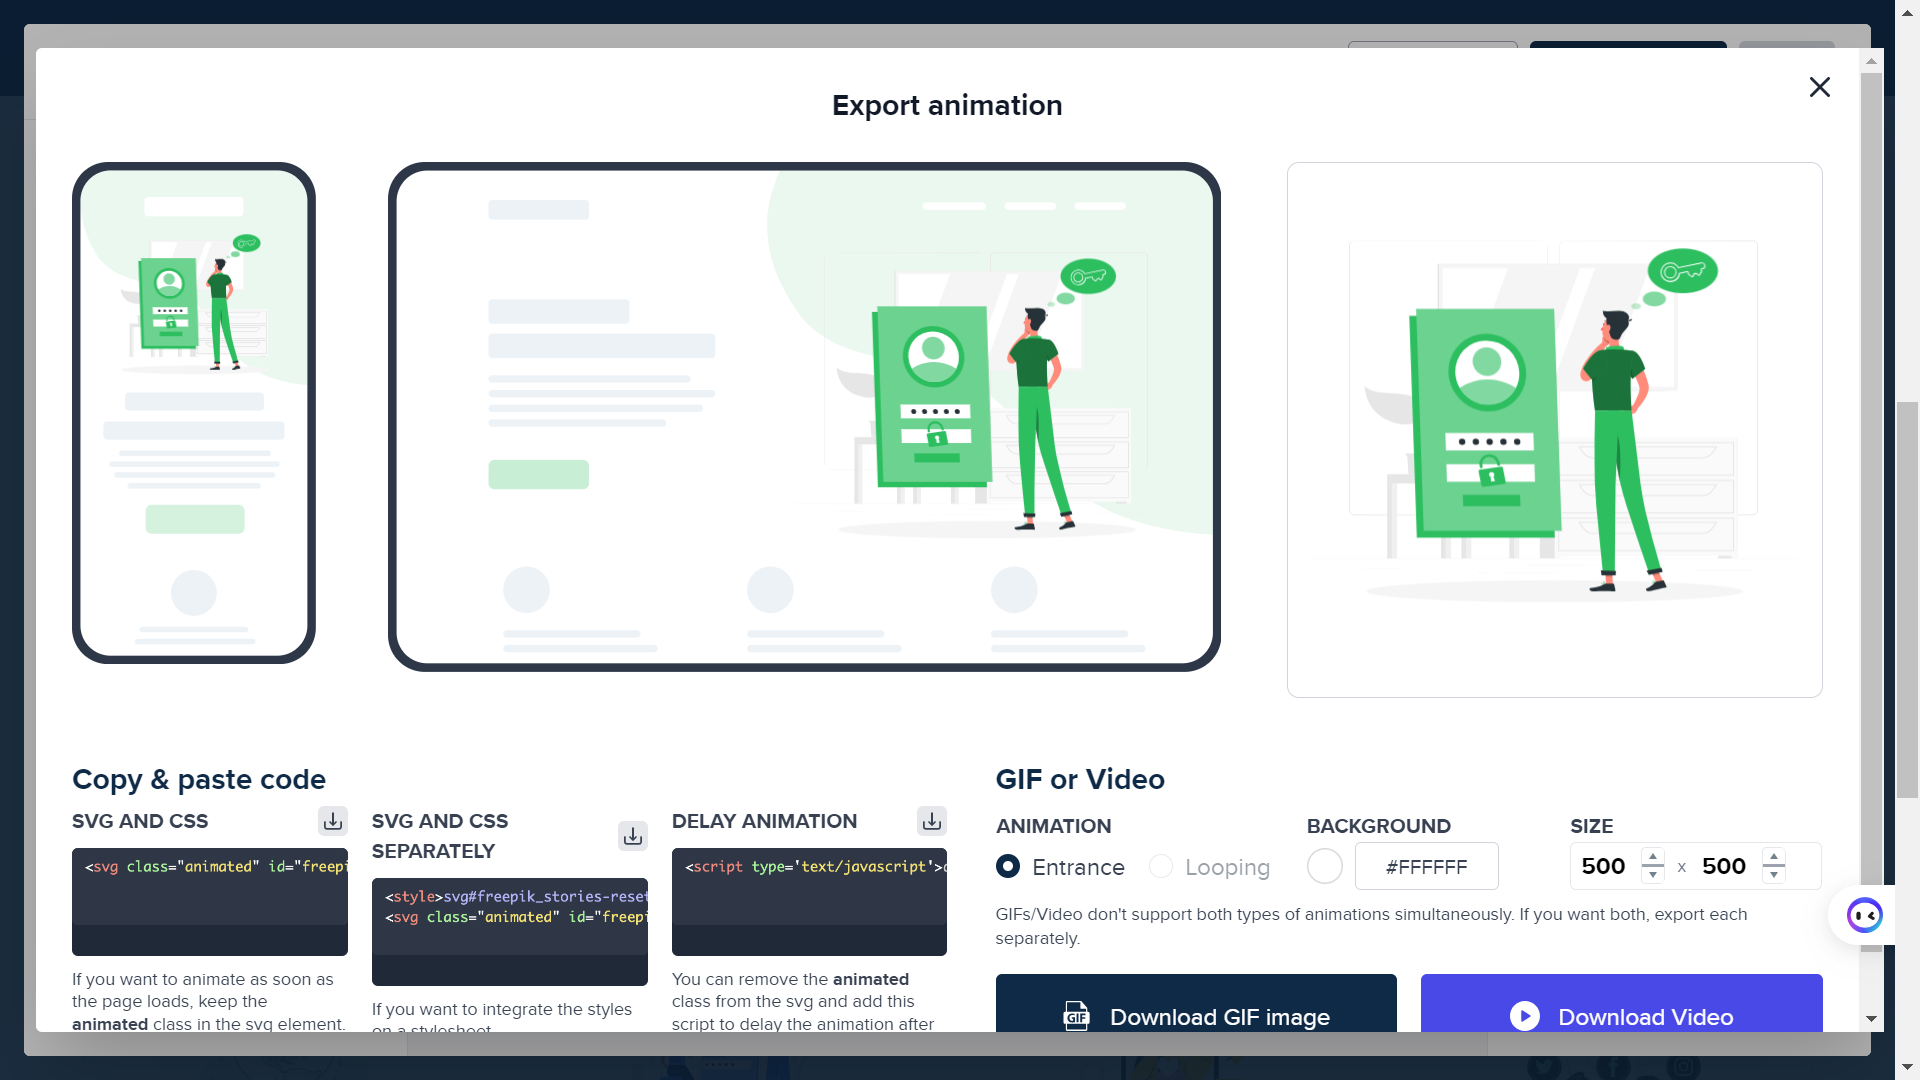 Export animation
Copy & paste code
SVG AND CSS
<svg class="animated" id="freepi
If you want to animate as soon as
the page loads, keep the
animated class in the svg element.
SVG AND CSS
SEPARATELY
<style>svg#freepik_stories-reset
<svg class="animated" id="freepi
If you want to integrate the styles
on a stylesheet
DELAY ANIMATION
<script type='text/javascript'>
You can remove the animated
class from the svg and add this
script to delay the animation after
GIF or Video
ANIMATION
Entrance
Looping
BACKGROUND
#FFFFFF
SIZE
500 x 500
GIFs/Video don't support both types of animations simultaneously. If you want both, export each
separately.
GIF Download GIF image
Download Video